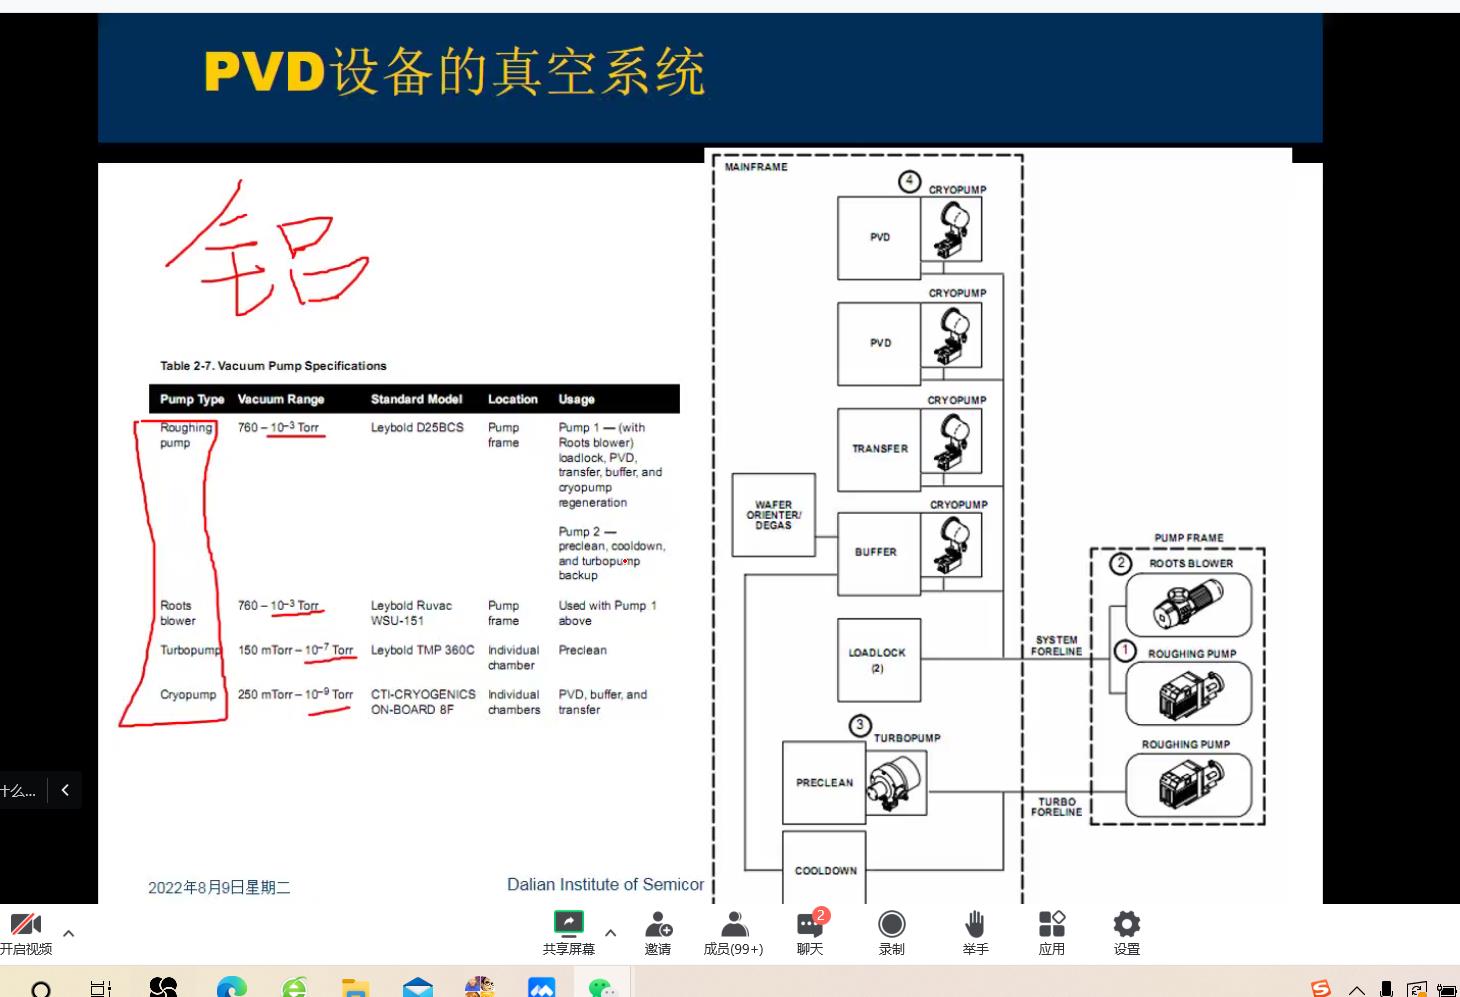 PVD设备的真空系统
铝
Table 2-7. Vacuum Pump Specifications
Pump Type Vacuum Range Standard Model Location Usage
Roughing pump 760 – 10⁻³ Torr Leybold D25BCS Pump frame Pump 1 — (with Roots blower) loadlock, PVD, transfer, buffer, and cryopump regeneration
Pump 2 — preclean, cooldown, and turbopump backup
Roots blower 760 – 10⁻³ Torr Leybold Ruvac WSU-151 Pump frame Used with Pump 1 above
Turbopump 150 mTorr – 10⁻⁷ Torr Leybold TMP 360C Individual chamber Preclean
Cryopump 250 mTorr – 10⁻⁹ Torr CTI-CRYOGENICS ON-BOARD 8F Individual chambers PVD, buffer, and transfer
MAINFRAME
4
CRYOPUMP
PVD
CRYOPUMP
PVD
CRYOPUMP
TRANSFER
CRYOPUMP
WAFER
ORIENTER/
DEGAS
BUFFER
PUMP FRAME
2
ROOTS BLOWER
SYSTEM
FORELINE
1
ROUGHING PUMP
LOADLOCK
(2)
3
TURBOPUMP
ROUGHING PUMP
PRECLEAN
TURBO
FORELINE
COOLDOWN
什么...
2022年8月9日星期二
Dalian Institute of Semicor
开启视频
共享屏幕
邀请
成员(99+)
2
聊天
录制
举手
应用
设置